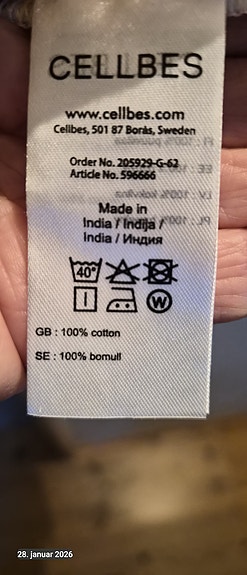 CELLBES
www.cellbes.com
Cellbes, 501 87 Borås, Sweden
Order No. 205929-G-62
Article No. 596666
Made in
India / Indija /
India / Индия
40°
W
GB : 100% cotton
SE : 100% bomull
28. januar 2026